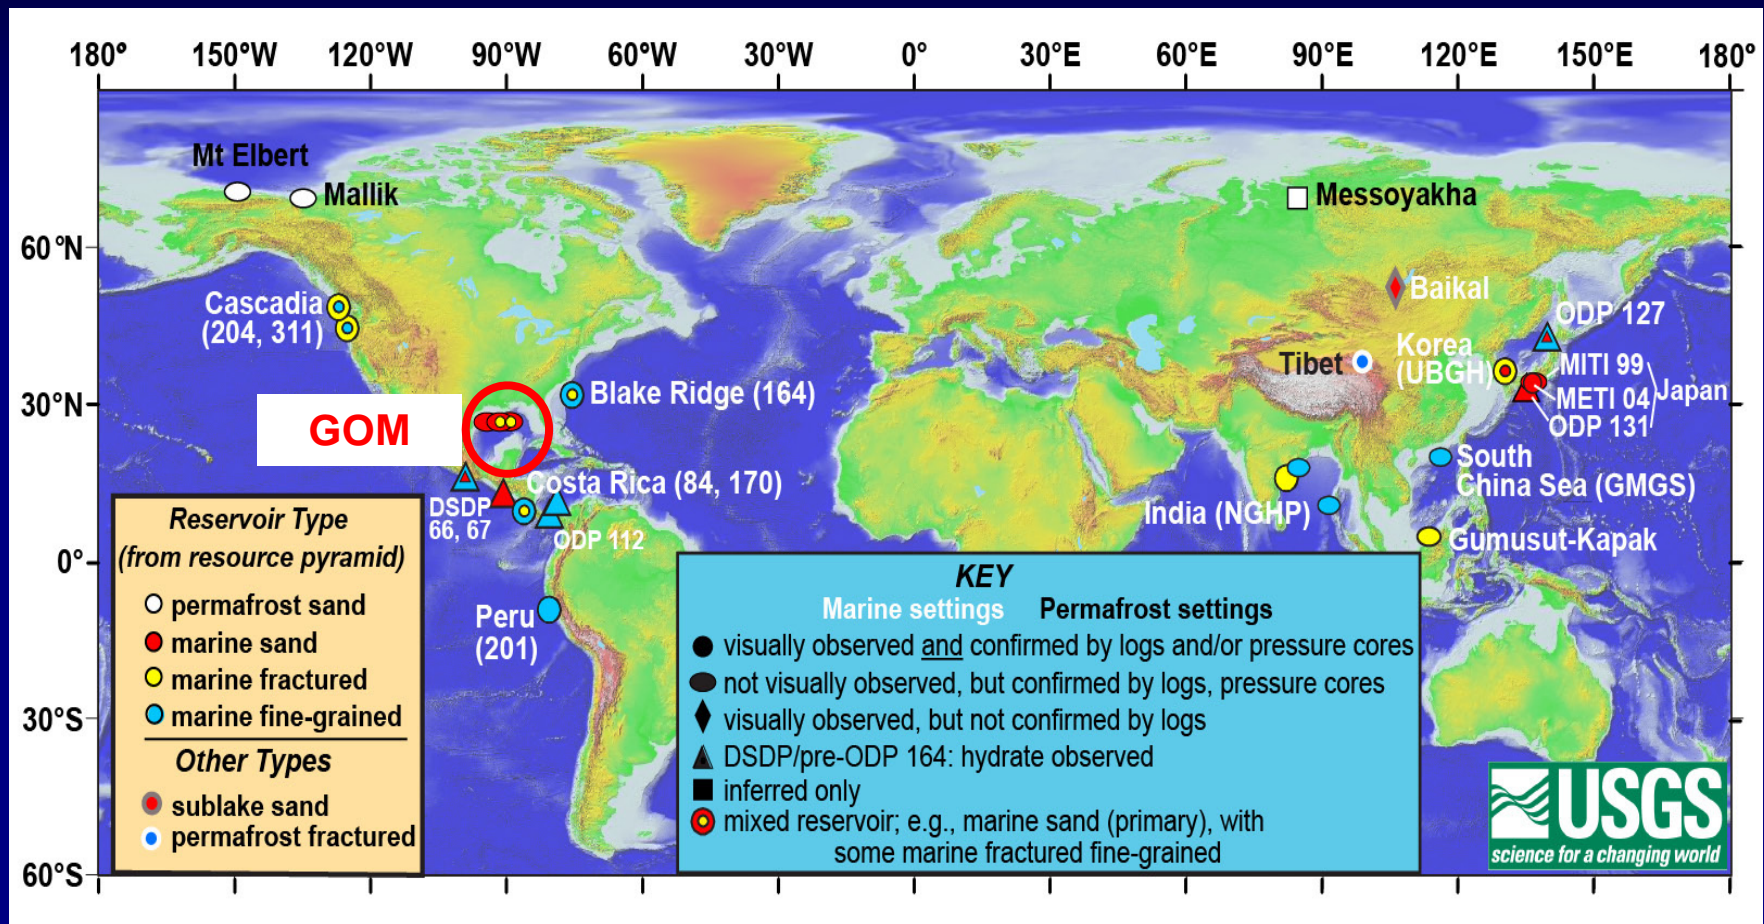 180° 150°W 120°W 90°W 60°W 30°W 0° 30°E 60°E 90°E 120°E 150°E 180°
60°N
30°N
0°
30°S
60°S
Mt Elbert
Mallik
Messoyakha
Cascadia
(204, 311)
Baikal
ODP 127
Korea
(UBGH)
MITI 99
METI 04
ODP 131
Japan
Tibet
Blake Ridge (164)
GOM
Costa Rica (84, 170)
DSDP
66, 67
ODP 112
South
China Sea (GMGS)
India (NGHP)
Gumusut-Kapak
Peru
(201)
Reservoir Type
(from resource pyramid)
permafrost sand
marine sand
marine fractured
marine fine-grained
Other Types
sublake sand
permafrost fractured
KEY
Marine settings Permafrost settings
visually observed and confirmed by logs and/or pressure cores
not visually observed, but confirmed by logs, pressure cores
visually observed, but not confirmed by logs
DSDP/pre-ODP 164: hydrate observed
inferred only
mixed reservoir; e.g., marine sand (primary), with
some marine fractured fine-grained
USGS
science for a changing world